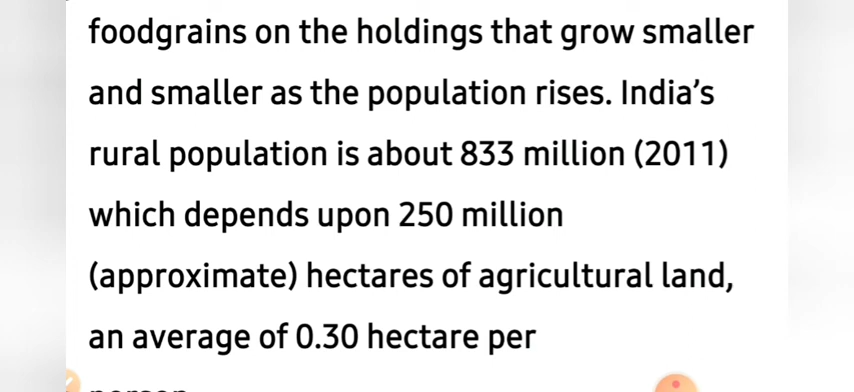 foodgrains on the holdings that grow smaller
and smaller as the population rises. India's
rural population is about 833 million (2011)
which depends upon 250 million
(approximate) hectares of agricultural land,
an average of 0.30 hectare per